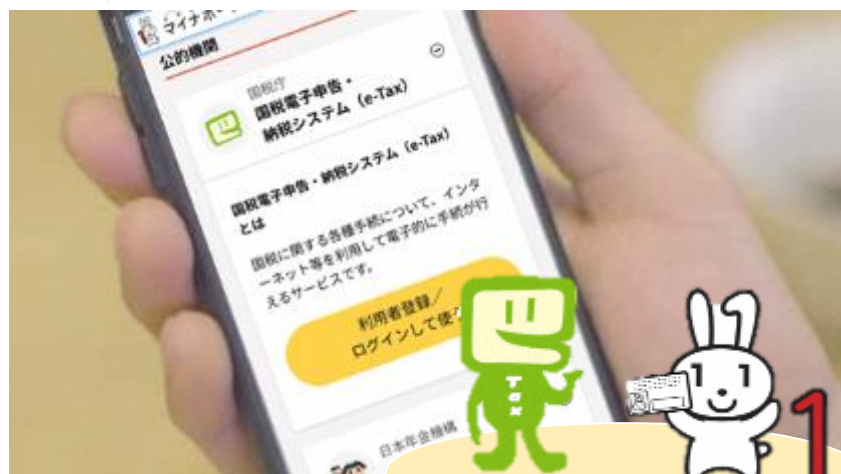 マイナポー
公的機関
国税庁
国税電子申告・
納税システム（e-Tax）
国税電子申告・納税システム（e-Tax）
とは
国税に関する各種手続について、インタ
ーネット等を利用して電子的に手続が行
えるサービスです。
利用者登録／
ログインして使
Tax
日本年金機構
1